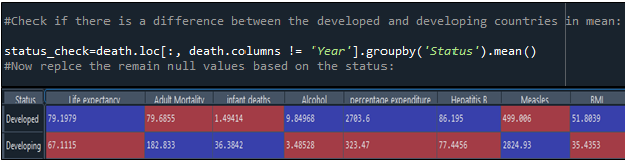 #Check if there is a difference between the developed and developing countries in mean:
status_check=death.loc[:, death.columns != 'Year'].groupby('Status').mean()
#Now replce the remain null values based on the status:
Status Life expectancy Adult Mortality infant deaths Alcohol percentage expenditure Hepatitis B Measles BMI
Developed 79.1979 79.6855 1.49414 9.84968 2703.6 86.195 499.006 51.8039
Developing 67.1115 182.833 36.3842 3.48528 323.47 77.4456 2824.93 35.4353